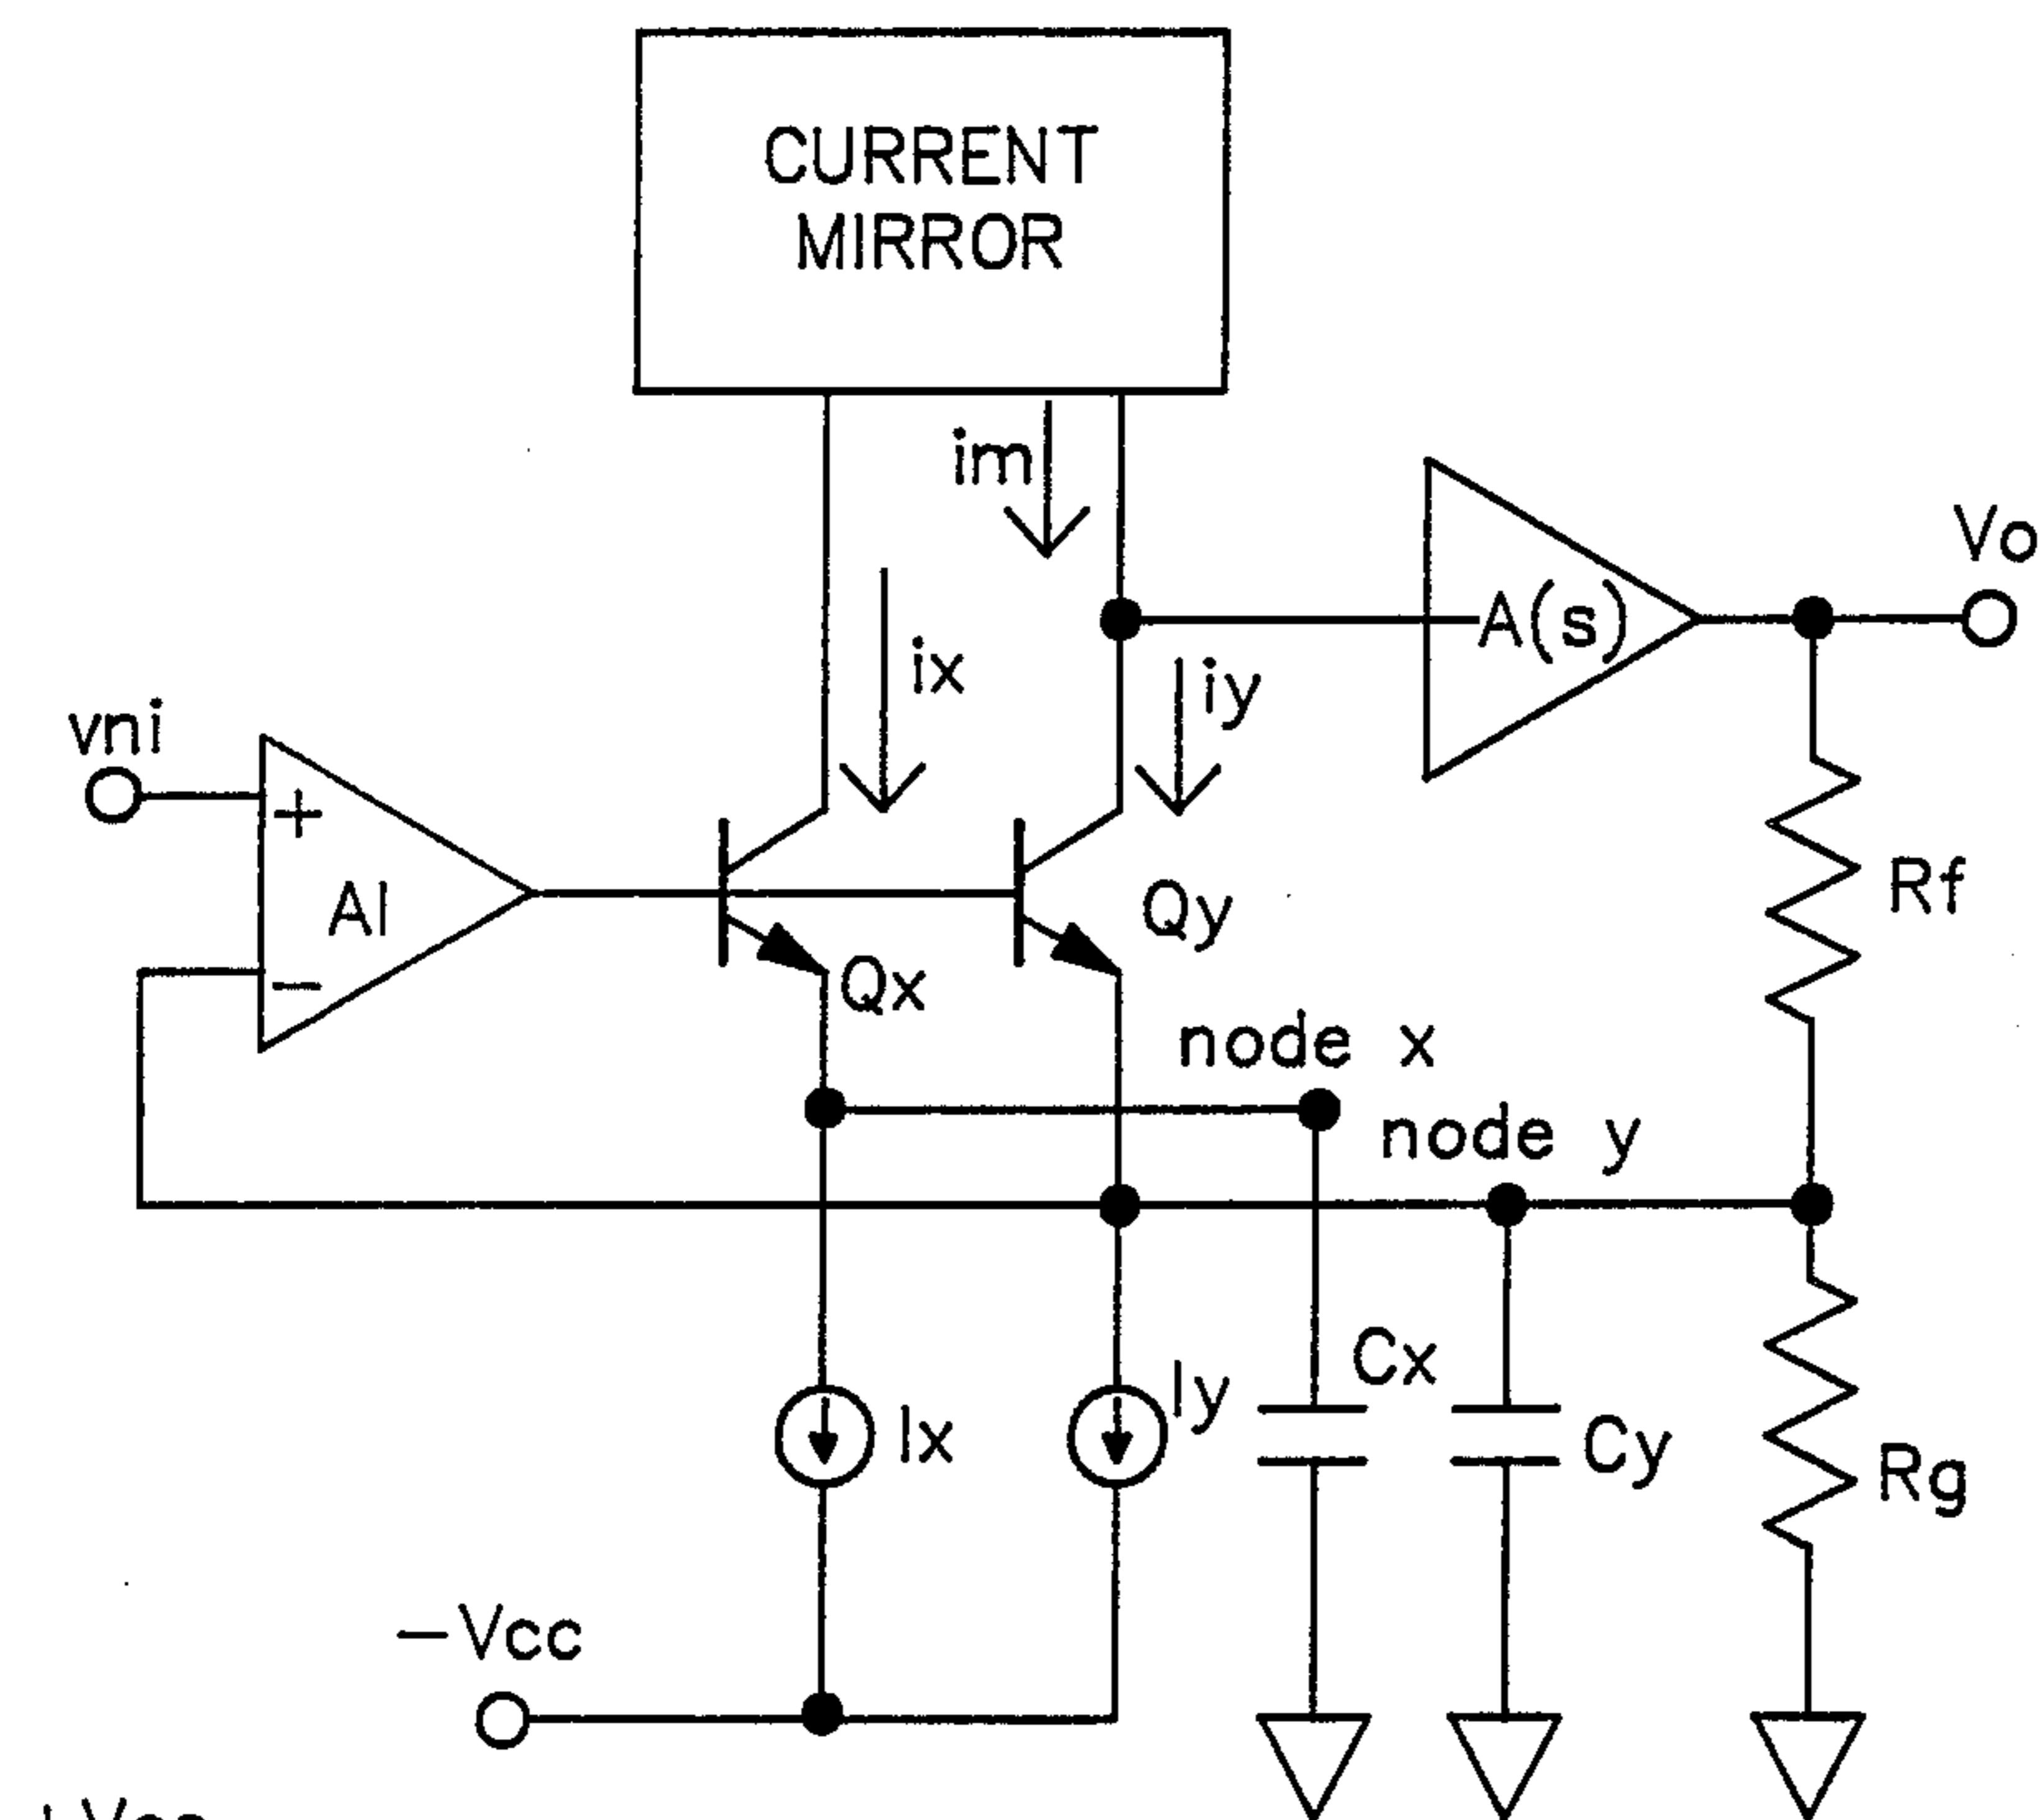 CURRENT
MIRROR
im
Vo
A(s)
ix
iy
vni
+
AI
Rf
Qy
−
Qx
node x
node y
Cx
Iy
Ix
Cy
Rg
−Vcc